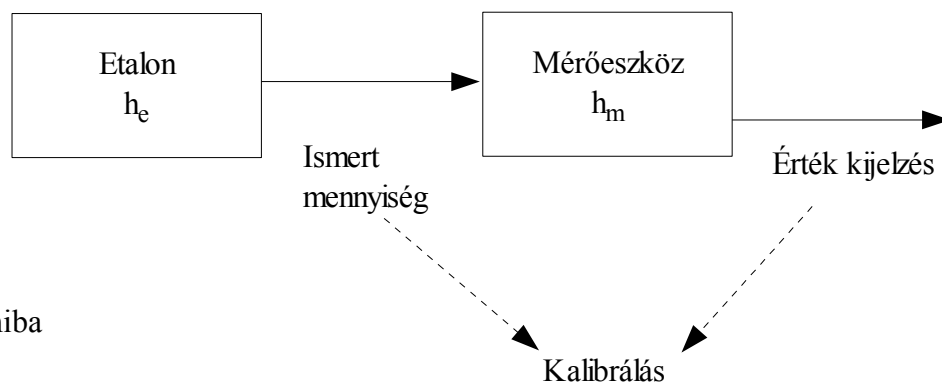 Etalon
hₑ
Mérőeszköz
hₘ
Ismert
mennyiség
Érték kijelzés
Kalibrálás